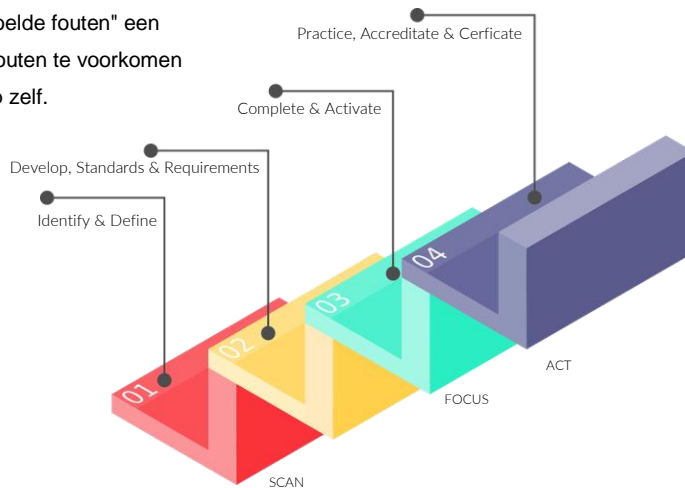 oelde fouten" een
outen te voorkomen
o zelf.
Practice, Accreditate & Cerficate
Complete & Activate
Develop, Standards & Requirements
Identify & Define
01
02
03
04
SCAN
FOCUS
ACT